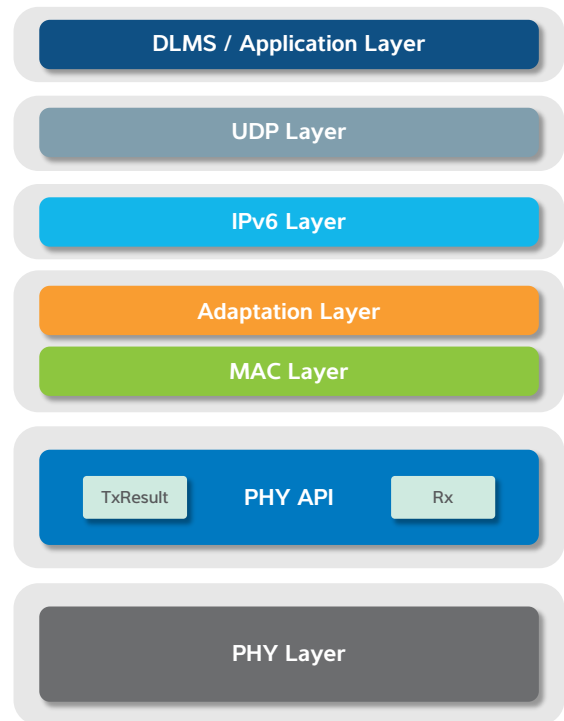 DLMS / Application Layer
UDP Layer
IPv6 Layer
Adaptation Layer
MAC Layer
TxResult PHY API Rx
PHY Layer